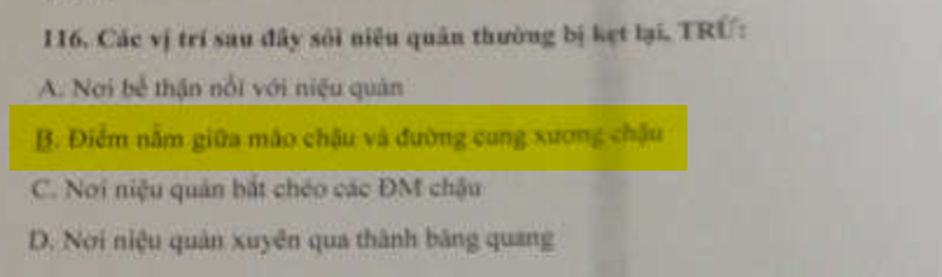 116. Các vị trí sau đây sỏi niệu quản thường bị kẹt lại, TRỪ:
A. Nơi bể thận nối với niệu quản
B. Điểm nằm giữa mào chậu và đường cung xương chậu
C. Nơi niệu quản bắt chéo các ĐM chậu
D. Nơi niệu quản xuyên qua thành bàng quang